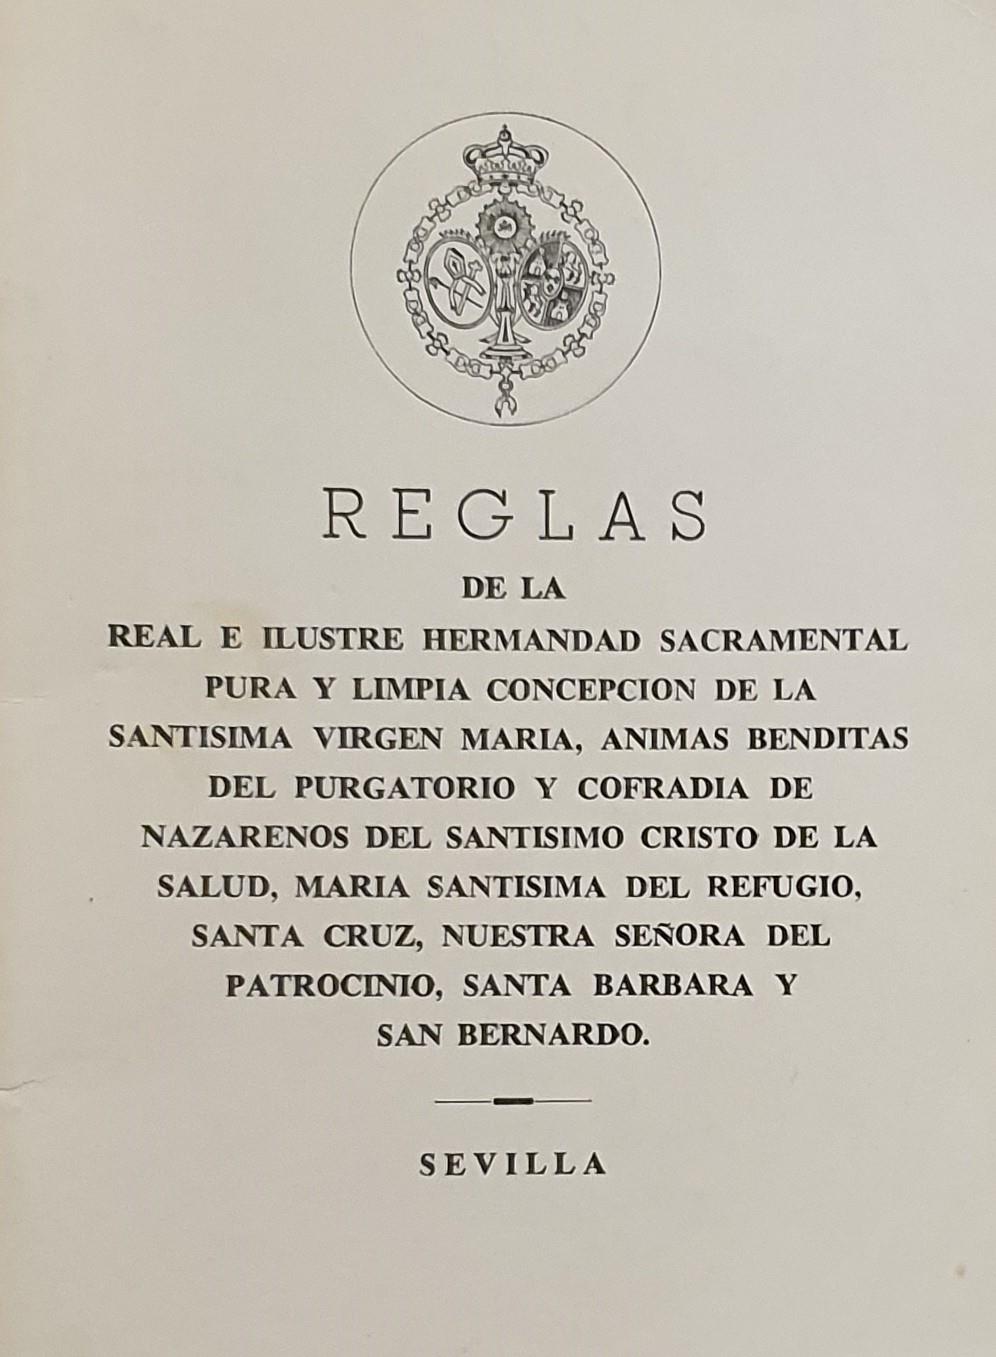 REGLAS
DE LA
REAL E ILUSTRE HERMANDAD SACRAMENTAL
PURA Y LIMPIA CONCEPCION DE LA
SANTISIMA VIRGEN MARIA, ANIMAS BENDITAS
DEL PURGATORIO Y COFRADIA DE
NAZARENOS DEL SANTISIMO CRISTO DE LA
SALUD, MARIA SANTISIMA DEL REFUGIO,
SANTA CRUZ, NUESTRA SEÑORA DEL
PATROCINIO, SANTA BARBARA Y
SAN BERNARDO.
SEVILLA